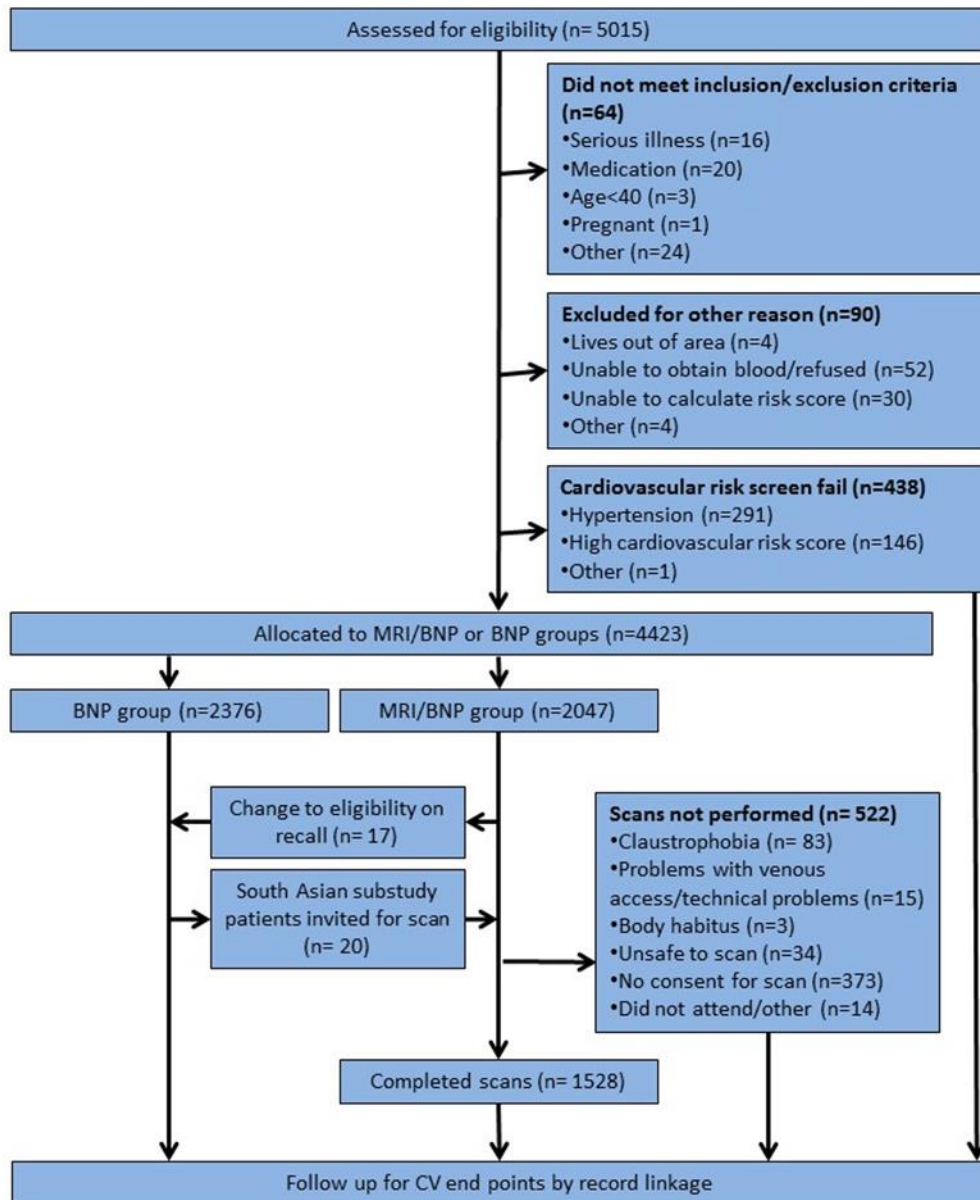 Assessed for eligibility (n= 5015)
Did not meet inclusion/exclusion criteria
(n=64)
•Serious illness (n=16)
•Medication (n=20)
•Age<40 (n=3)
•Pregnant (n=1)
•Other (n=24)
Excluded for other reason (n=90)
•Lives out of area (n=4)
•Unable to obtain blood/refused (n=52)
•Unable to calculate risk score (n=30)
•Other (n=4)
Cardiovascular risk screen fail (n=438)
•Hypertension (n=291)
•High cardiovascular risk score (n=146)
•Other (n=1)
Allocated to MRI/BNP or BNP groups (n=4423)
BNP group (n=2376)
MRI/BNP group (n=2047)
Change to eligibility on
recall (n= 17)
South Asian substudy
patients invited for scan
(n= 20)
Scans not performed (n= 522)
•Claustrophobia (n= 83)
•Problems with venous
access/technical problems (n=15)
•Body habitus (n=3)
•Unsafe to scan (n=34)
•No consent for scan (n=373)
•Did not attend/other (n=14)
Completed scans (n= 1528)
Follow up for CV end points by record linkage